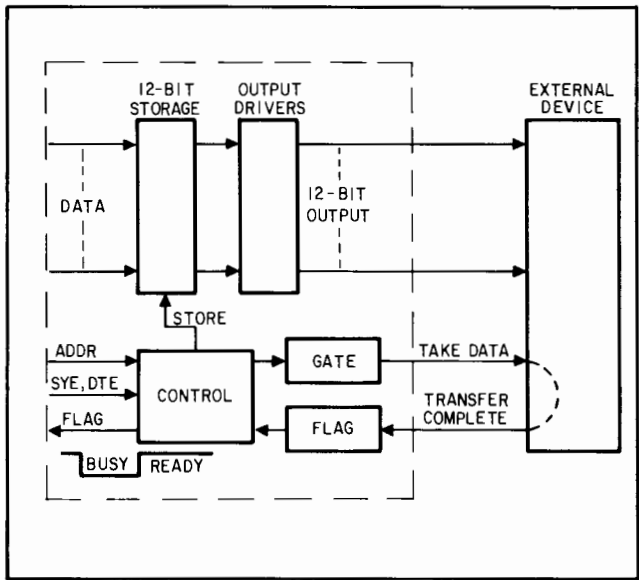 12-BIT
STORAGE
OUTPUT
DRIVERS
EXTERNAL
DEVICE
DATA
12-BIT
OUTPUT
STORE
ADDR
SYE, DTE
FLAG
CONTROL
GATE
FLAG
TAKE DATA
TRANSFER
COMPLETE
BUSY
READY